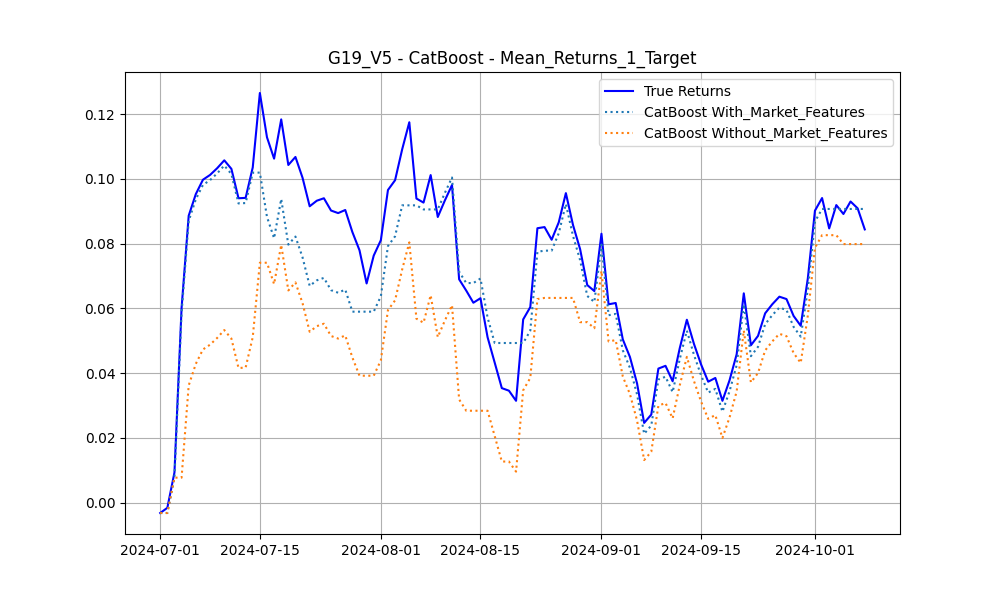 G19_V5 - CatBoost - Mean_Returns_1_Target
True Returns
CatBoost With_Market_Features
CatBoost Without_Market_Features
0.12
0.10
0.08
0.06
0.04
0.02
0.00
2024-07-01 2024-07-15 2024-08-01 2024-08-15 2024-09-01 2024-09-15 2024-10-01